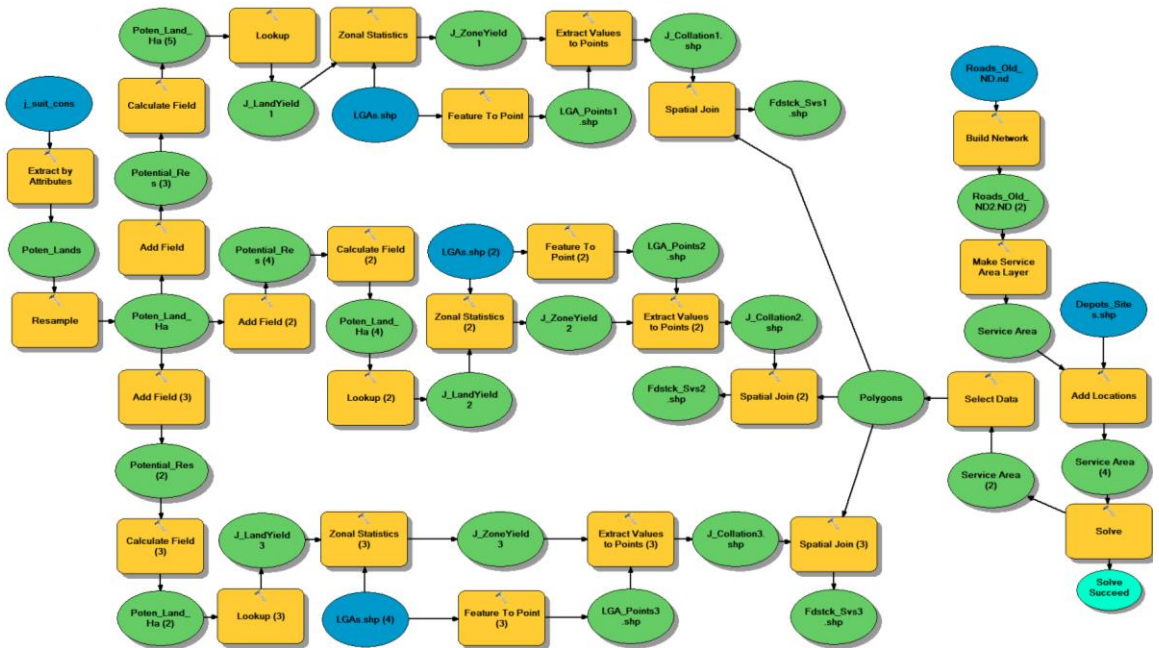 Poten_Land_
Ha (5)
Lookup
Zonal Statistics
J_ZoneYield
1
Extract Values
to Points
J_Collation1.
shp
Roads_Old_
ND.nd
j_suit_cons
Calculate Field
J_LandYield
1
LGAs.shp
Feature To Point
LGA_Points1
.shp
Spatial Join
Fdstck_Svs1
.shp
Build Network
Extract by
Attributes
Potential_Re
s (3)
Roads_Old_
ND2.ND (2)
Poten_Lands
Add Field
Potential_Re
s (4)
Calculate Field
(2)
LGAs.shp (2)
Feature To
Point (2)
LGA_Points2
.shp
Make Service
Area Layer
Resample
Poten_Land_
Ha
Add Field (2)
Poten_Land_
Ha (4)
Zonal Statistics
(2)
J_ZoneYield
2
Extract Values
to Points (2)
J_Collation2.
shp
Service Area
Depots_Site
s.shp
Add Field (3)
Lookup (2)
J_LandYield
2
Fdstck_Svs2
.shp
Spatial Join (2)
Polygons
Select Data
Add Locations
Potential_Res
(2)
Service Area
(2)
Service Area
(4)
Calculate Field
(3)
J_LandYield
3
Zonal Statistics
(3)
J_ZoneYield
3
Extract Values
to Points (3)
J_Collation3.
shp
Spatial Join (3)
Solve
Poten_Land_
Ha (2)
Lookup (3)
LGAs.shp (4)
Feature To Point
(3)
LGA_Points3
.shp
Fdstck_Svs3
.shp
Solve
Succeed